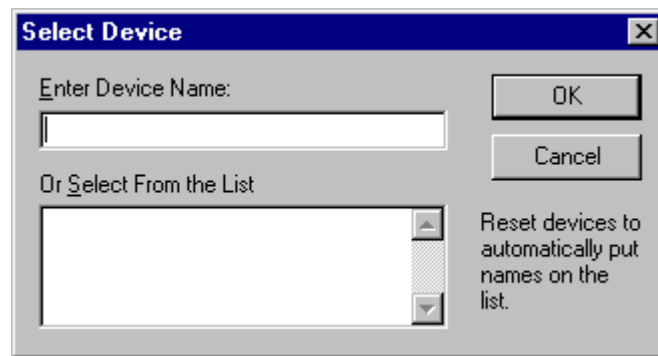 Select Device
Enter Device Name:
OK
Cancel
Or Select From the List
Reset devices to
automatically put
names on the
list.